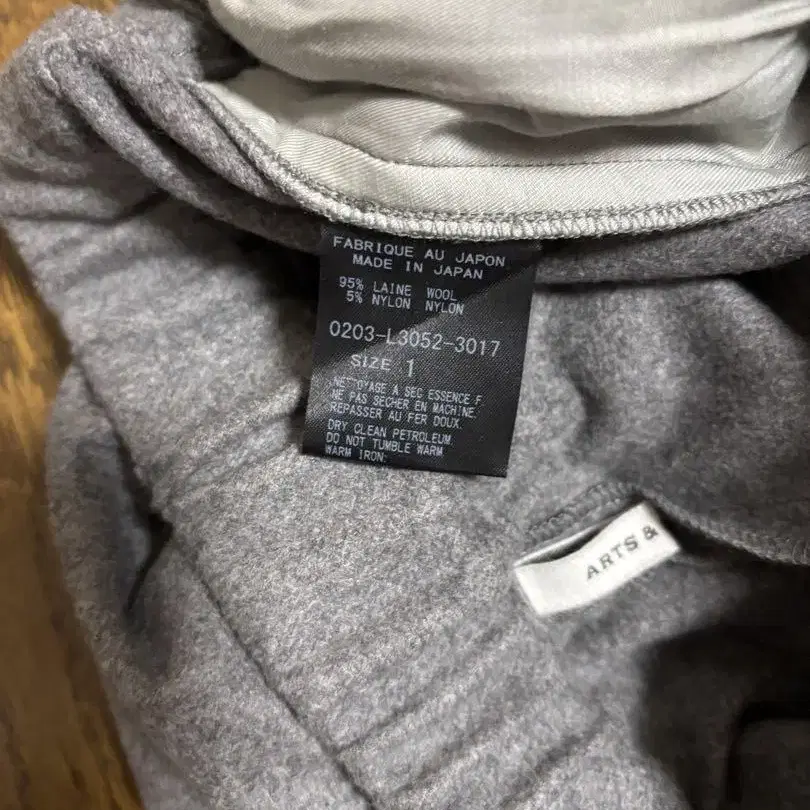 FABRIQUE AU JAPON
MADE IN JAPAN
95% LAINE WOOL
5% NYLON NYLON
0203-L3052-3017
SIZE 1
NETTOYAGE A SEC ESSENCE F
NE PAS SECHER EN MACHINE
REPASSER AU FER DOUX.
DRY CLEAN PETROLEUM
DO NOT TUMBLE WARM
WARM IRON:
ARTS &